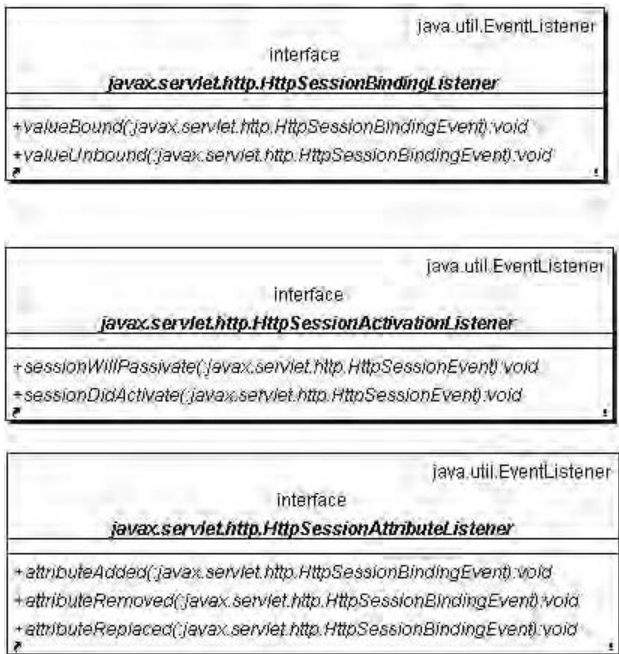 java.util.EventListener
interface
javax.servlet.http.HttpSessionBindingListener
+valueBound(:javax.servlet.http.HttpSessionBindingEvent):void
+valueUnbound(:javax.servlet.http.HttpSessionBindingEvent):void
java.util.EventListener
interface
javax.servlet.http.HttpSessionActivationListener
+sessionWillPassivate(:javax.servlet.http.HttpSessionEvent):void
+sessionDidActivate(:javax.servlet.http.HttpSessionEvent):void
java.util.EventListener
interface
javax.servlet.http.HttpSessionAttributeListener
+attributeAdded(:javax.servlet.http.HttpSessionBindingEvent):void
+attributeRemoved(:javax.servlet.http.HttpSessionBindingEvent):void
+attributeReplaced(:javax.servlet.http.HttpSessionBindingEvent):void